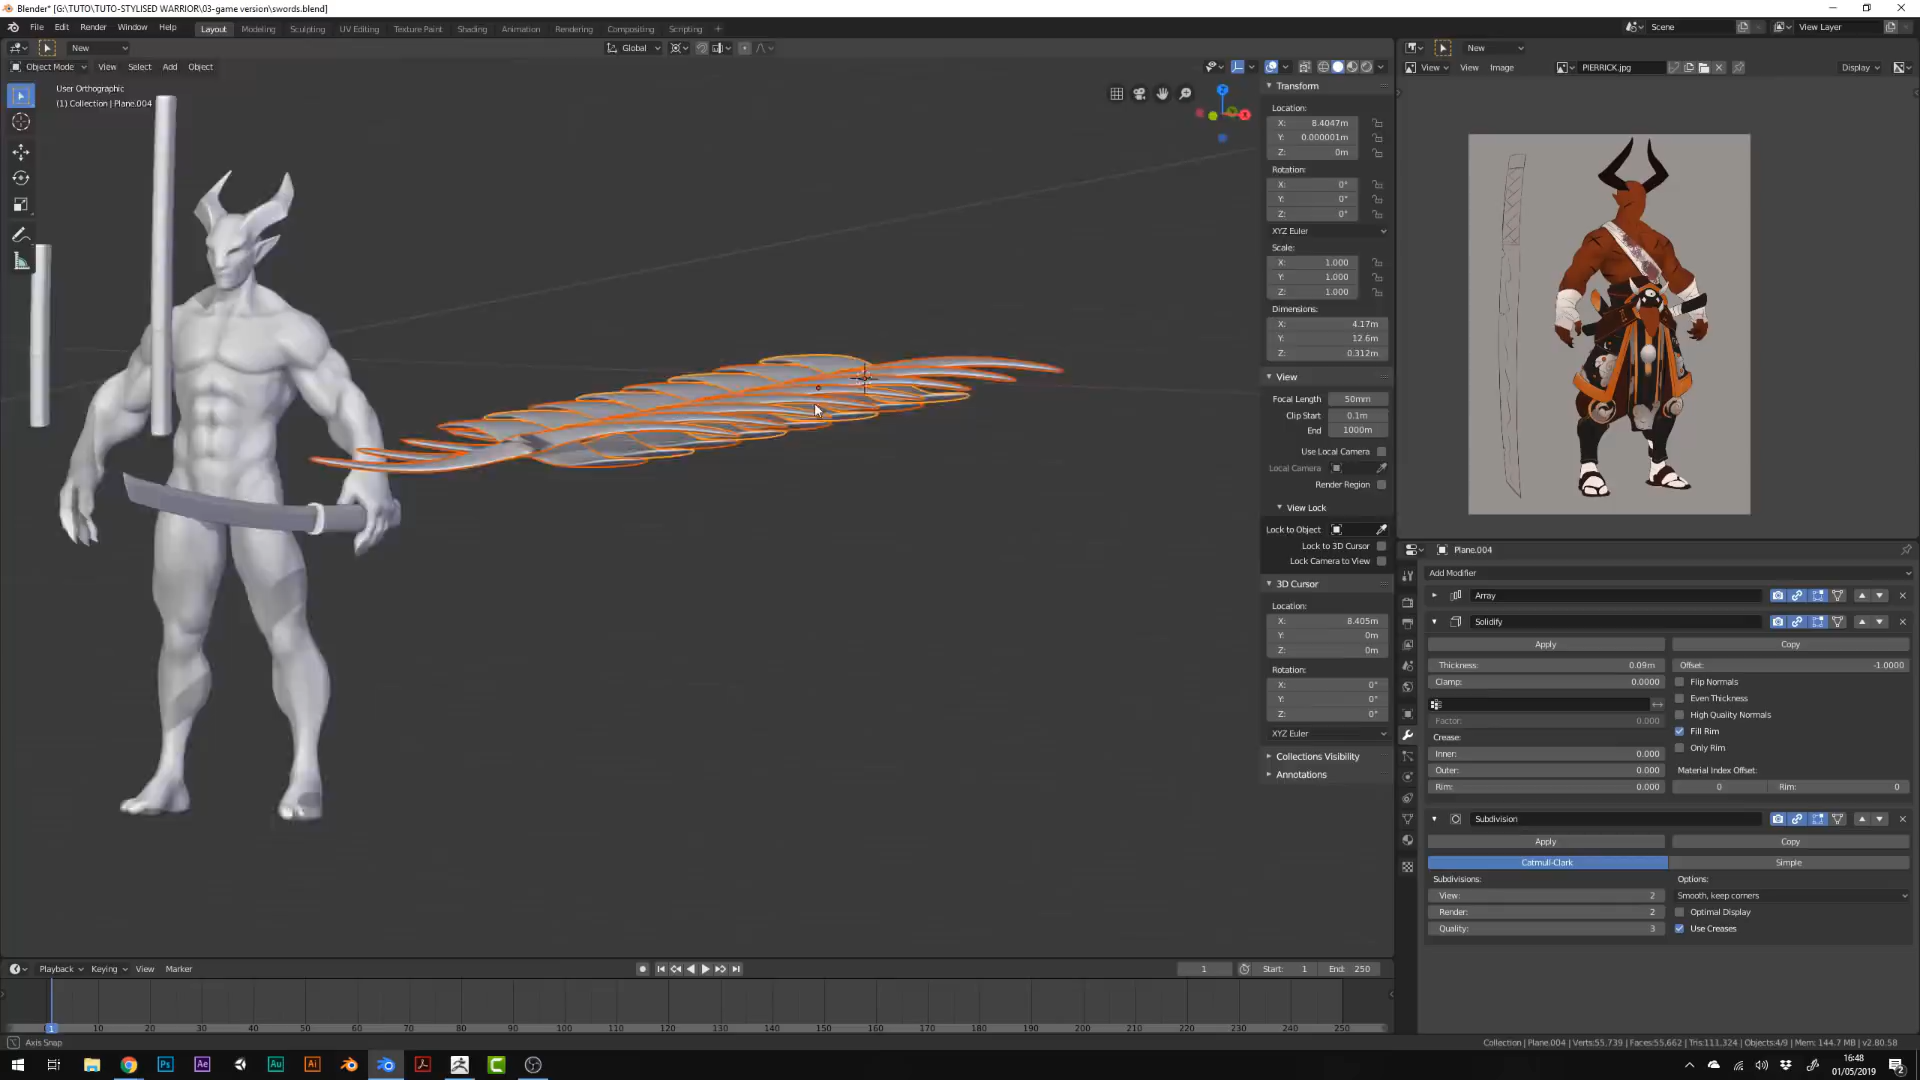 Blender* [G:\TUTO\TUTO-STYLISED WARRIOR\03-game version\swords.blend]
File Edit Render Window Help Layout Modeling Sculpting UV Editing Texture Paint Shading Animation Rendering Compositing Scripting + Scene View Layer
New Global New
Object Mode View Select Add Object View View Image PIERRICK.jpg Display
User Orthographic
(1) Collection | Plane.004
Transform
Location:
X: 8.4047m
Y: 0.000001m
Z: 0m
Rotation:
X: 0°
Y: 0°
Z: 0°
XYZ Euler
Scale:
X: 1.000
Y: 1.000
Z: 1.000
Dimensions:
X: 4.17m
Y: 12.6m
Z: 0.312m
View
Focal Length 50mm
Clip Start 0.1m
End 1000m
Use Local Camera
Local Camera
Render Region
View Lock
Lock to Object
Lock to 3D Cursor
Lock Camera to View
3D Cursor
Location:
X: 8.405m
Y: 0m
Z: 0m
Rotation:
X: 0°
Y: 0°
Z: 0°
XYZ Euler
Collections Visibility
Annotations
Plane.004
Add Modifier
Array
Solidify
Apply Copy
Thickness: 0.09m Offset: -1.0000
Clamp: 0.0000 Flip Normals
Even Thickness
High Quality Normals
Factor: 0.000
Fill Rim
Crease:
Only Rim
Inner: 0.000
Outer: 0.000 Material Index Offset:
Rim: 0.000 0 Rim: 0
Subdivision
Apply Copy
Catmull-Clark Simple
Subdivisions: Options:
View: 2 Smooth, keep corners
Render: 2 Optimal Display
Quality: 3 Use Creases
Playback Keying View Marker 1 Start: 1 End: 250
1 10 20 30 40 50 60 70 80 90 100 110 120 130 140 150 160 170 180 190 200 210 220 230 240 250
Axis Snap Collection | Plane.004 | Verts:55,739 | Faces:55,662 | Tris:111,324 | Objects:4/9 | Mem: 144.7 MB | v2.80.58
Ps Ae Au Ai
16:48
01/05/2019
2